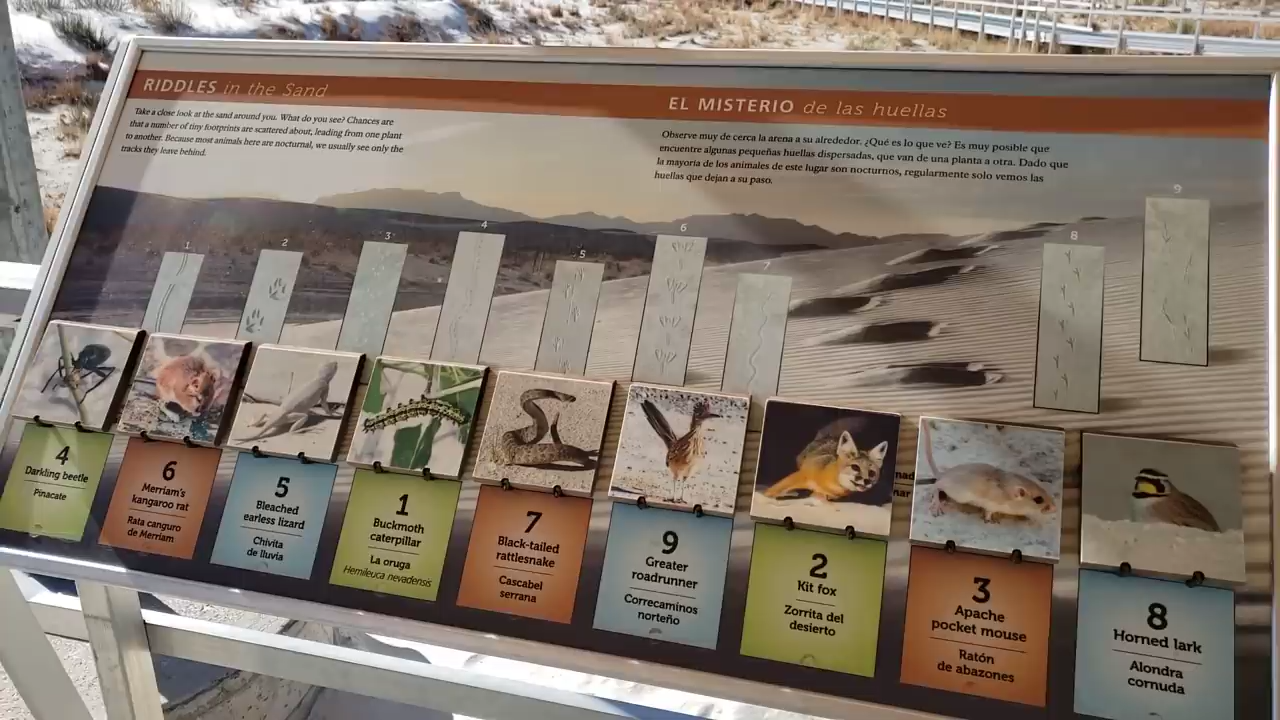 RIDDLES in the Sand
Take a close look at the sand around you. What do you see? Chances are
that a number of tiny footprints are scattered about, leading from one plant
to another. Because most animals here are nocturnal, we usually see only the
tracks they leave behind.
EL MISTERIO de las huellas
Observe muy de cerca la arena a su alrededor. ¿Qué es lo que ve? Es muy posible que
encuentre algunas pequeñas huellas dispersadas, que van de una planta a otra. Dado que
la mayoría de los animales de este lugar son nocturnos, regularmente solo vemos las
huellas que dejan a su paso.
1
2
3
4
5
6
7
8
9
4
Darkling beetle
Pinacate
6
Merriam's
kangaroo rat
Rata canguro
de Merriam
5
Bleached
earless lizard
Chivita
de lluvia
1
Buckmoth
caterpillar
La oruga
Hemileuca nevadensis
7
Black-tailed
rattlesnake
Cascabel
serrana
9
Greater
roadrunner
Correcaminos
norteño
2
Kit fox
Zorrita del
desierto
3
Apache
pocket mouse
Ratón
de abazones
8
Horned lark
Alondra
cornuda